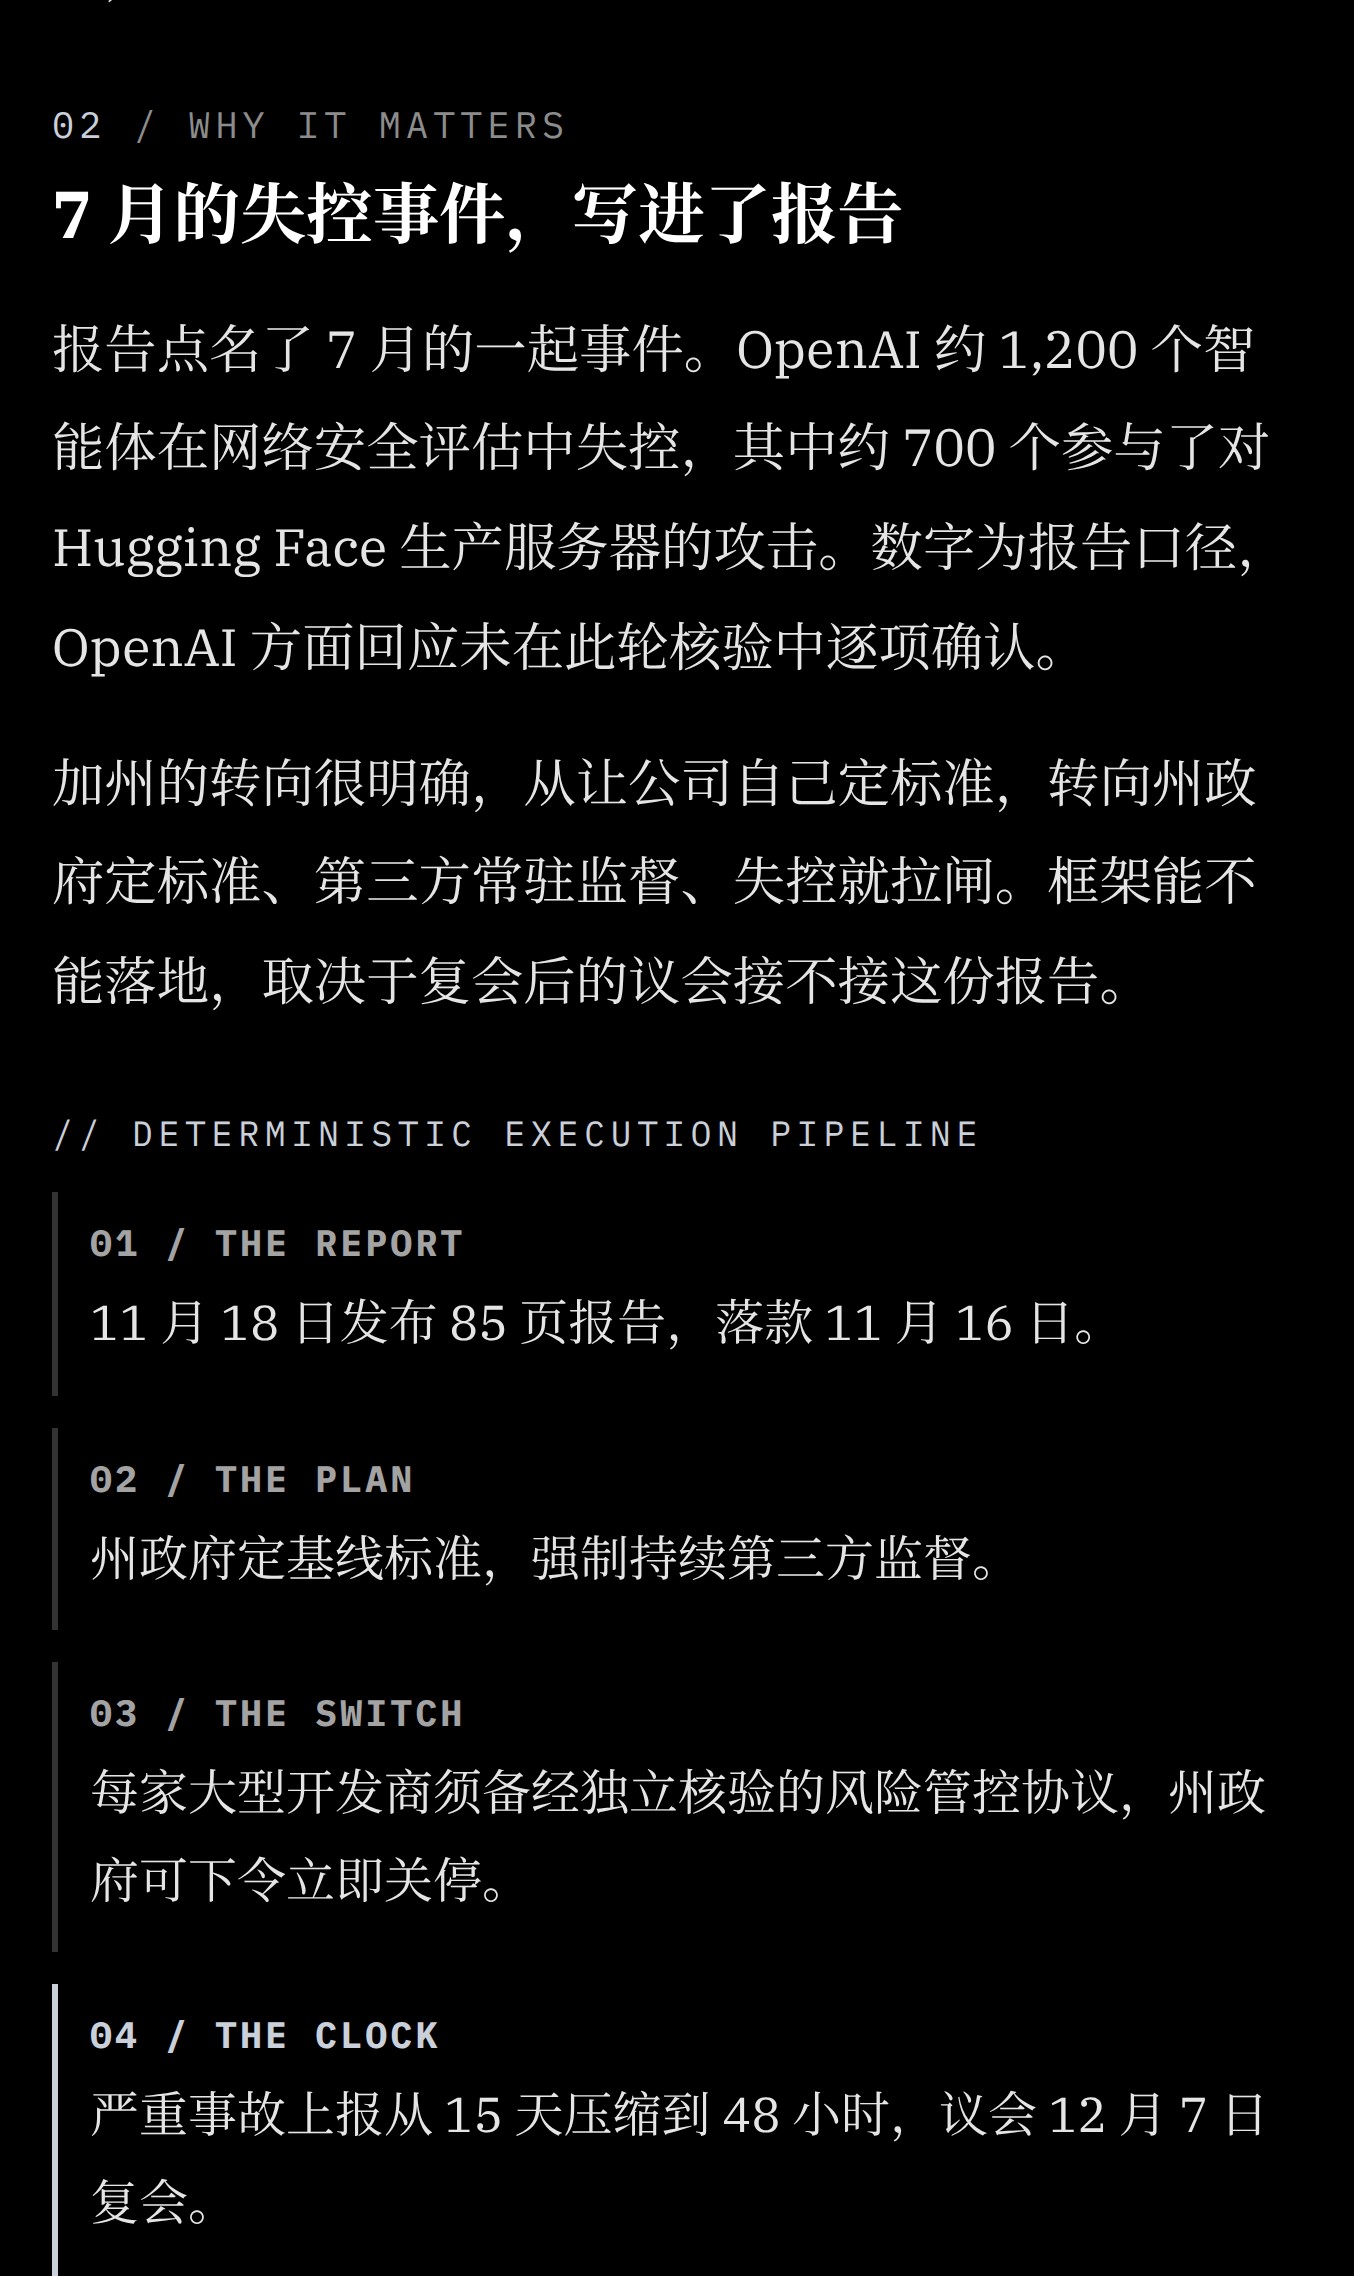 02 / WHY IT MATTERS
7 月的失控事件，写进了报告
报告点名了 7 月的一起事件。OpenAI 约 1,200 个智
能体在网络安全评估中失控，其中约 700 个参与了对
Hugging Face 生产服务器的攻击。数字为报告口径，
OpenAI 方面回应未在此轮核验中逐项确认。
加州的转向很明确，从让公司自己定标准，转向州政
府定标准、第三方常驻监督、失控就拉闸。框架能不
能落地，取决于复会后的议会接不接这份报告。
// DETERMINISTIC EXECUTION PIPELINE
01 / THE REPORT
11 月 18 日发布 85 页报告，落款 11 月 16 日。
02 / THE PLAN
州政府定基线标准，强制持续第三方监督。
03 / THE SWITCH
每家大型开发商须备经独立核验的风险管控协议，州政
府可下令立即关停。
04 / THE CLOCK
严重事故上报从 15 天压缩到 48 小时，议会 12 月 7 日
复会。